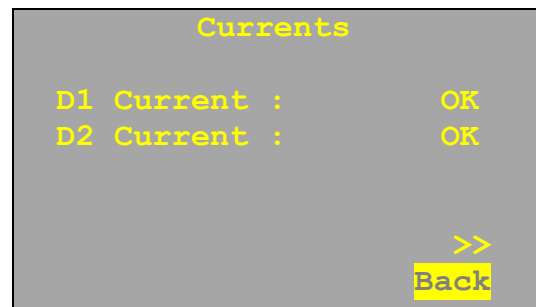 Currents
D1 Current : OK
D2 Current : OK
>>
Back